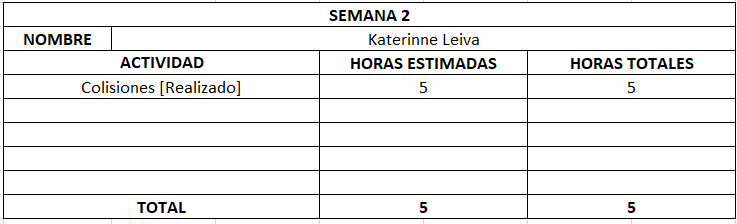 SEMANA 2
NOMBRE Katerinne Leiva
ACTIVIDAD HORAS ESTIMADAS HORAS TOTALES
Colisiones [Realizado] 5 5
TOTAL 5 5